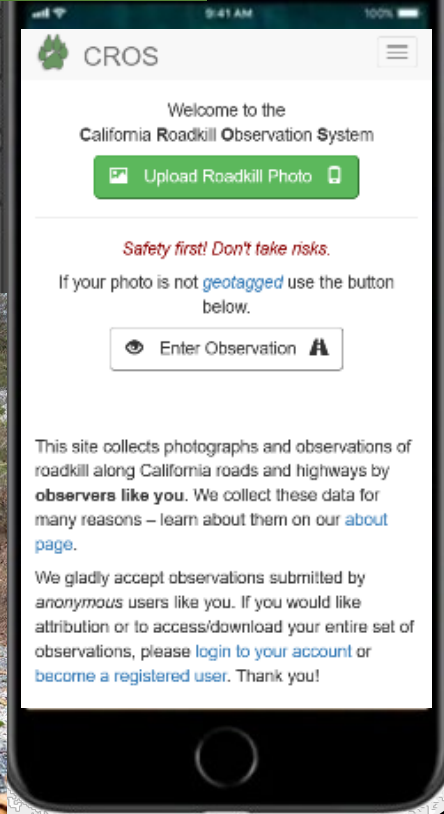 9:41 AM 100%
CROS
Welcome to the
California Roadkill Observation System
Upload Roadkill Photo
Safety first! Don't take risks.
If your photo is not geotagged use the button
below.
Enter Observation
This site collects photographs and observations of
roadkill along California roads and highways by
observers like you. We collect these data for
many reasons – learn about them on our about
page.
We gladly accept observations submitted by
anonymous users like you. If you would like
attribution or to access/download your entire set of
observations, please login to your account or
become a registered user. Thank you!